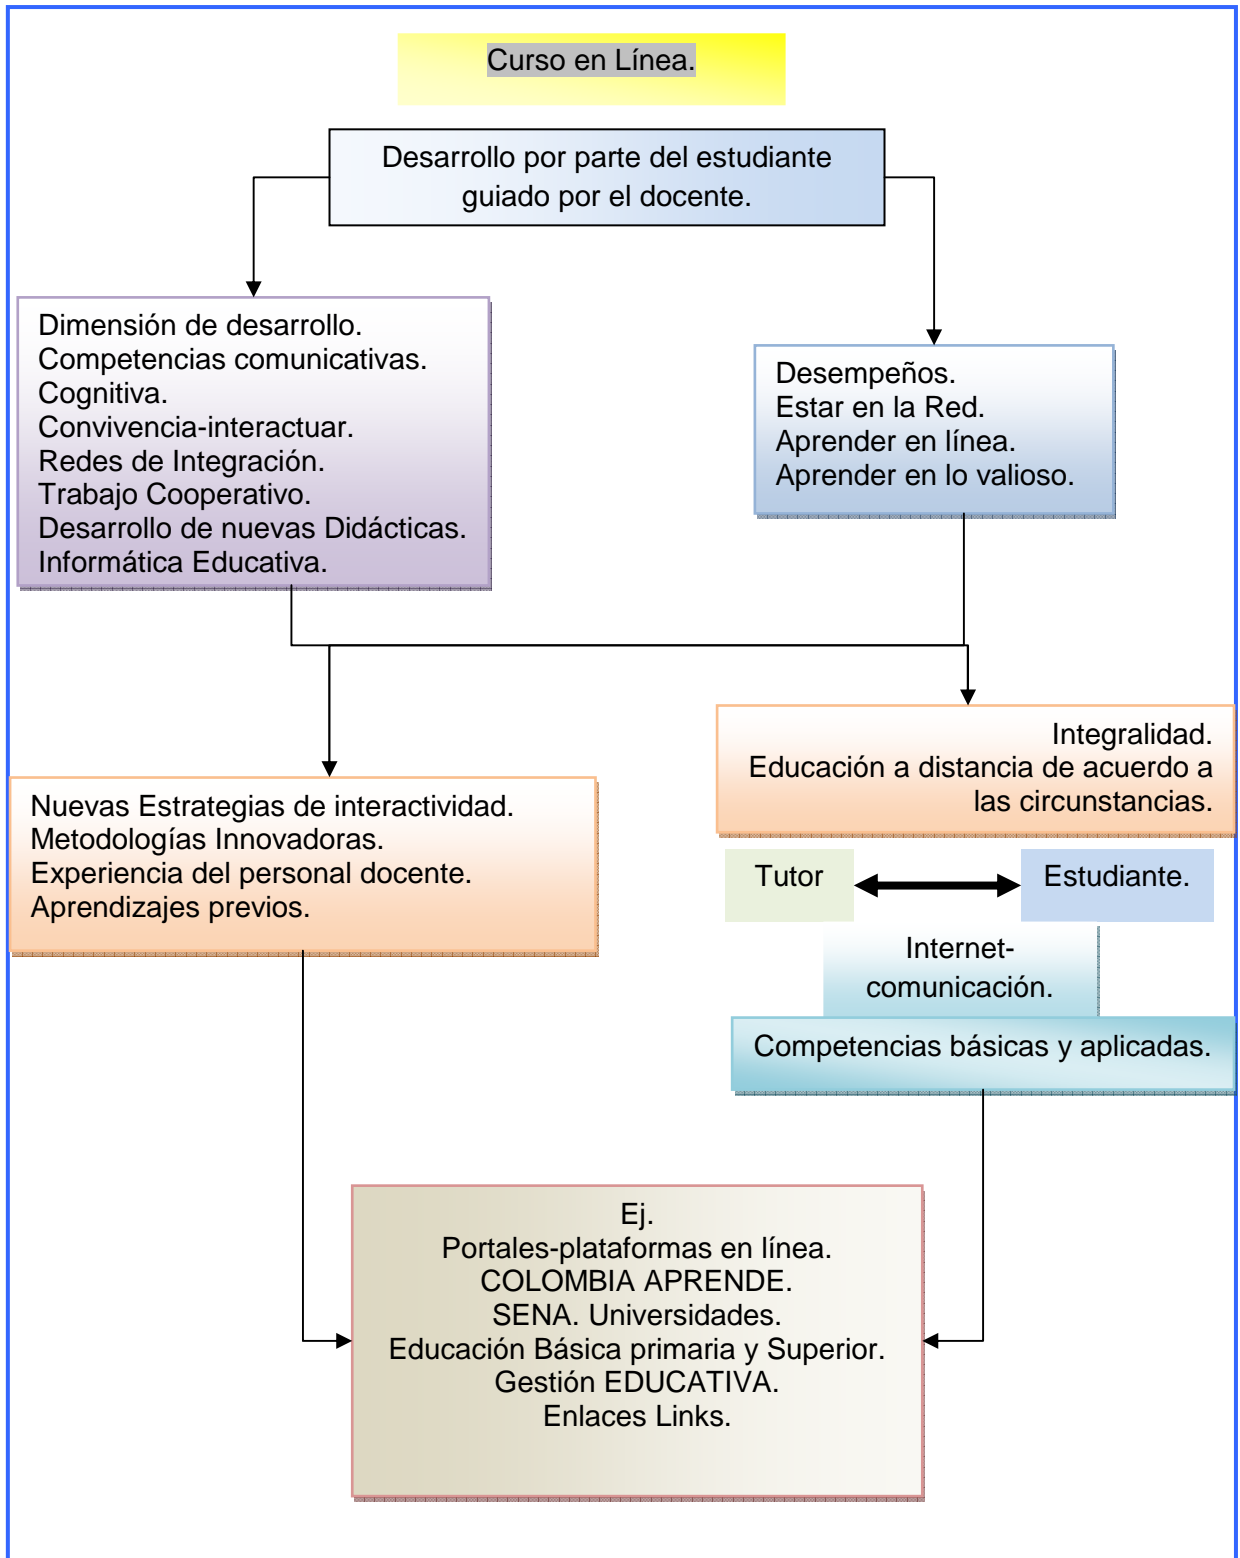 Curso en Línea.
Desarrollo por parte del estudiante
guiado por el docente.
Dimensión de desarrollo.
Competencias comunicativas.
Cognitiva.
Convivencia-interactuar.
Redes de Integración.
Trabajo Cooperativo.
Desarrollo de nuevas Didácticas.
Informática Educativa.
Desempeños.
Estar en la Red.
Aprender en línea.
Aprender en lo valioso.
Integralidad.
Educación a distancia de acuerdo a
las circunstancias.
Nuevas Estrategias de interactividad.
Metodologías Innovadoras.
Experiencia del personal docente.
Aprendizajes previos.
Tutor
Estudiante.
Internet-
comunicación.
Competencias básicas y aplicadas.
Ej.
Portales-plataformas en línea.
COLOMBIA APRENDE.
SENA. Universidades.
Educación Básica primaria y Superior.
Gestión EDUCATIVA.
Enlaces Links.